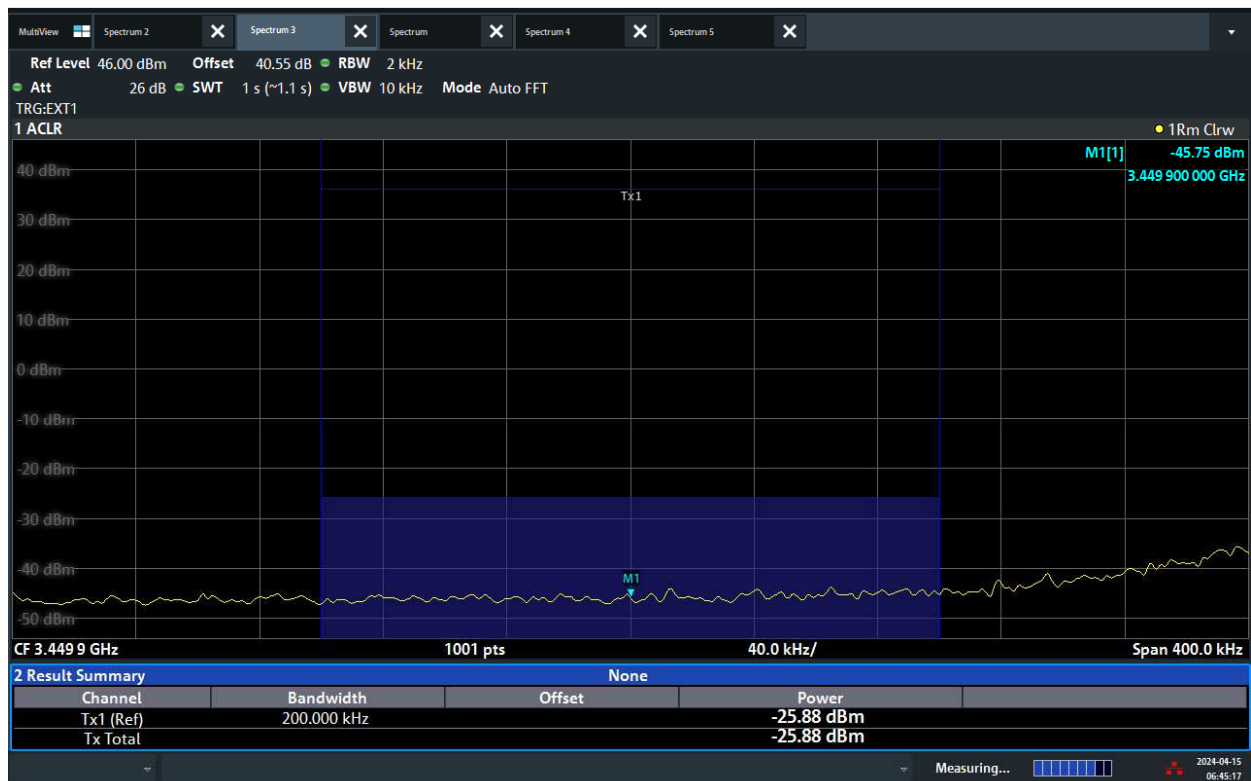 MultiView Spectrum 2 Spectrum 3 Spectrum Spectrum 4 Spectrum 5
Ref Level 46.00 dBm Offset 40.55 dB RBW 2 kHz
Att 26 dB SWT 1 s (~1.1 s) VBW 10 kHz Mode Auto FFT
TRG:EXT1
1 ACLR 1Rm Clrw
M1[1] -45.75 dBm
3.449 900 000 GHz
40 dBm
Tx1
30 dBm
20 dBm
10 dBm
0 dBm
-10 dBm
-20 dBm
-30 dBm
-40 dBm
M1
-50 dBm
CF 3.449 9 GHz 1001 pts 40.0 kHz/ Span 400.0 kHz
2 Result Summary None
Channel Bandwidth Offset Power
Tx1 (Ref) 200.000 kHz -25.88 dBm
Tx Total -25.88 dBm
Measuring... 2024-04-15
06:45:17